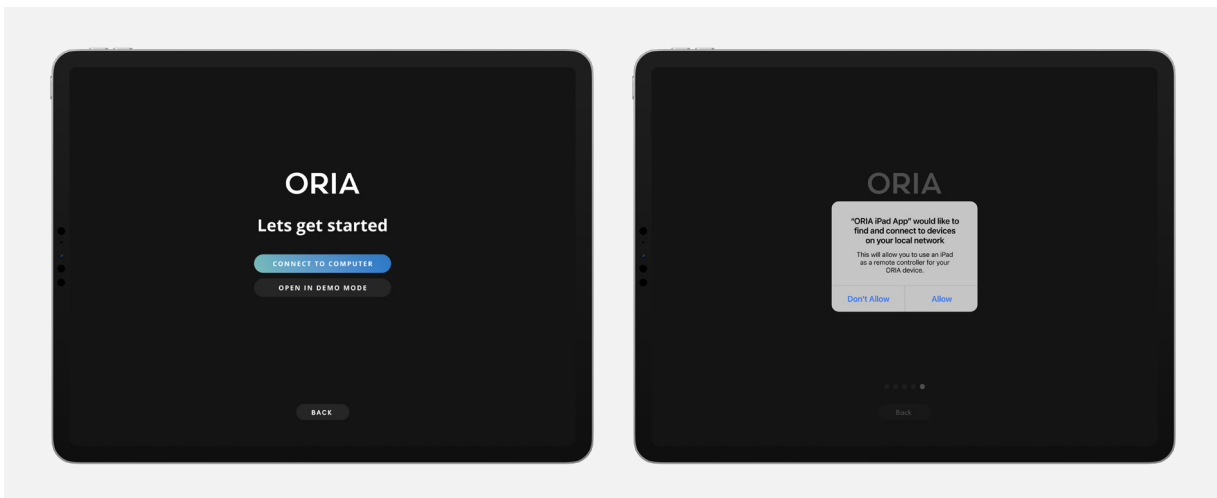 ORIA
Lets get started
CONNECT TO COMPUTER
OPEN IN DEMO MODE
BACK
ORIA
"ORIA iPad App" would like to
find and connect to devices
on your local network
This will allow you to use an iPad
as a remote controller for your
ORIA device.
Don't Allow
Allow
Back